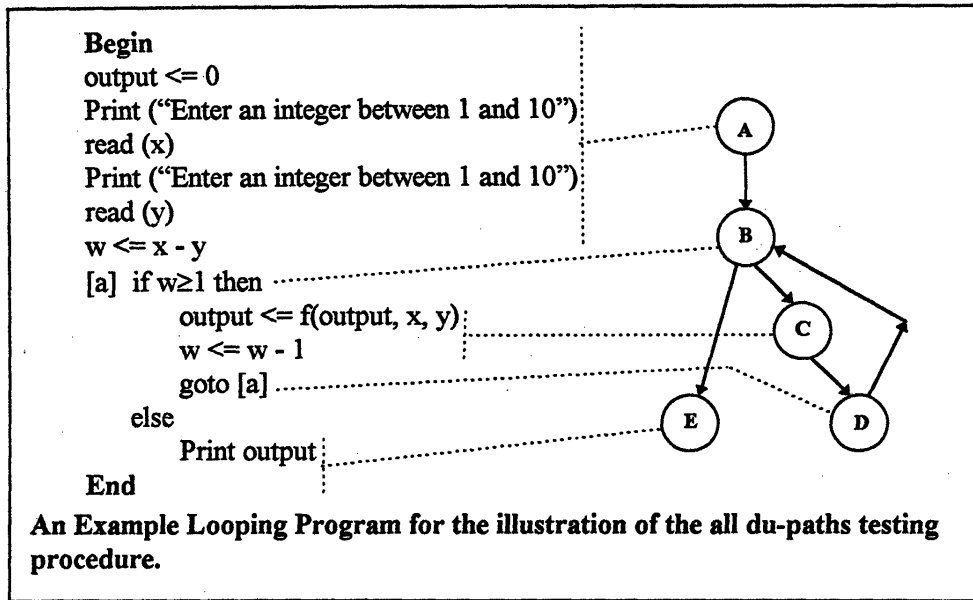 Begin
output <= 0
Print (“Enter an integer between 1 and 10”)
read (x)
Print (“Enter an integer between 1 and 10”)
read (y)
w <= x - y
[a] if w≥1 then
output <= f(output, x, y)
w <= w - 1
goto [a]
else
Print output
End
A
B
C
E
D
An Example Looping Program for the illustration of the all du-paths testing
procedure.